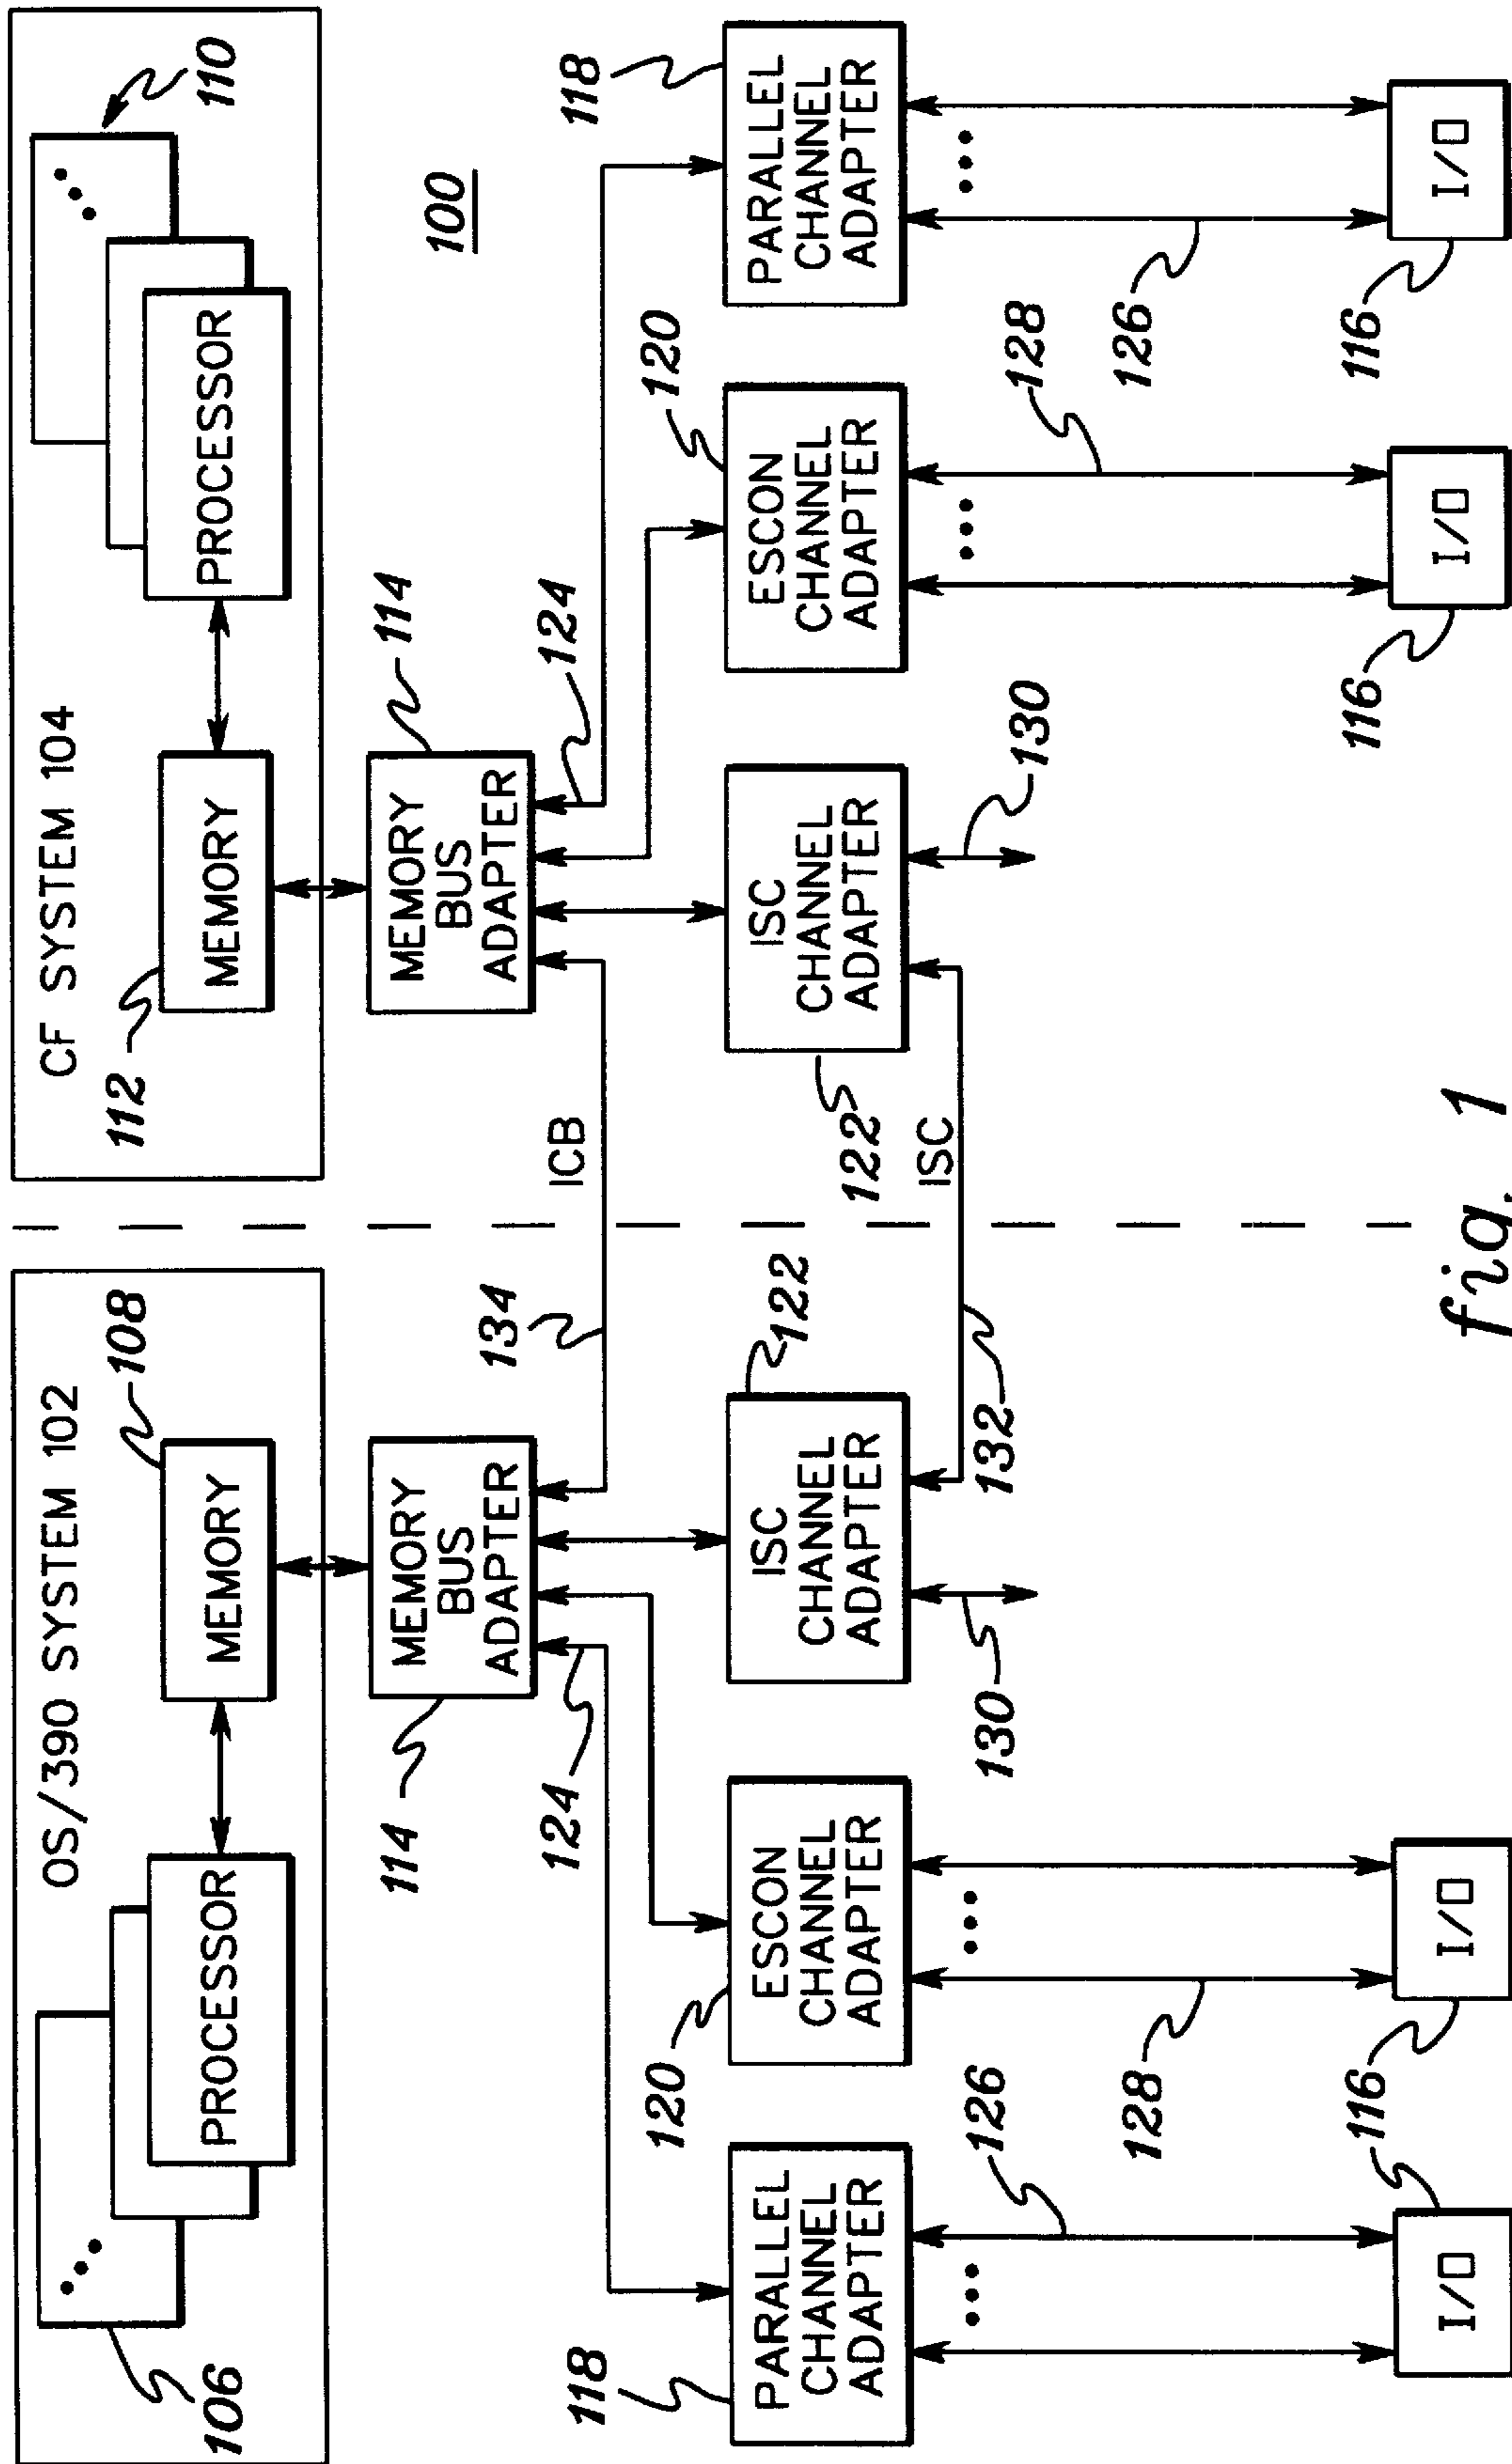 OS/390 SYSTEM 102
CF SYSTEM 104
106
PROCESSOR
MEMORY
108
112
MEMORY
PROCESSOR
110
114
MEMORY
BUS
ADAPTER
134
ICB
MEMORY
BUS
ADAPTER
114
100
124
124
118
PARALLEL
CHANNEL
ADAPTER
120
ESCON
CHANNEL
ADAPTER
ISC
CHANNEL
ADAPTER
122
122
ISC
CHANNEL
ADAPTER
120
ESCON
CHANNEL
ADAPTER
118
PARALLEL
CHANNEL
ADAPTER
126
128
130
132
ISC
130
128
126
I/O
116
I/O
116
I/O
116
I/O
fig. 1